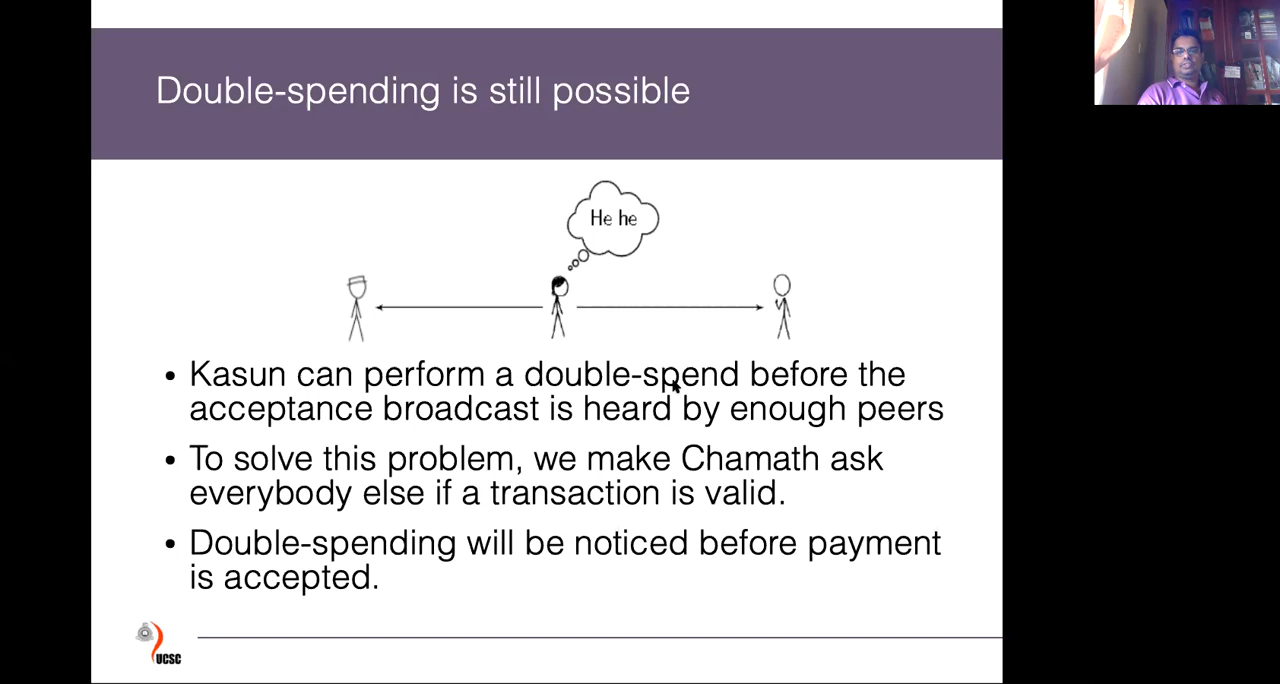 Double-spending is still possible
He he
• Kasun can perform a double-spend before the
acceptance broadcast is heard by enough peers
• To solve this problem, we make Chamath ask
everybody else if a transaction is valid.
• Double-spending will be noticed before payment
is accepted.
UCSC